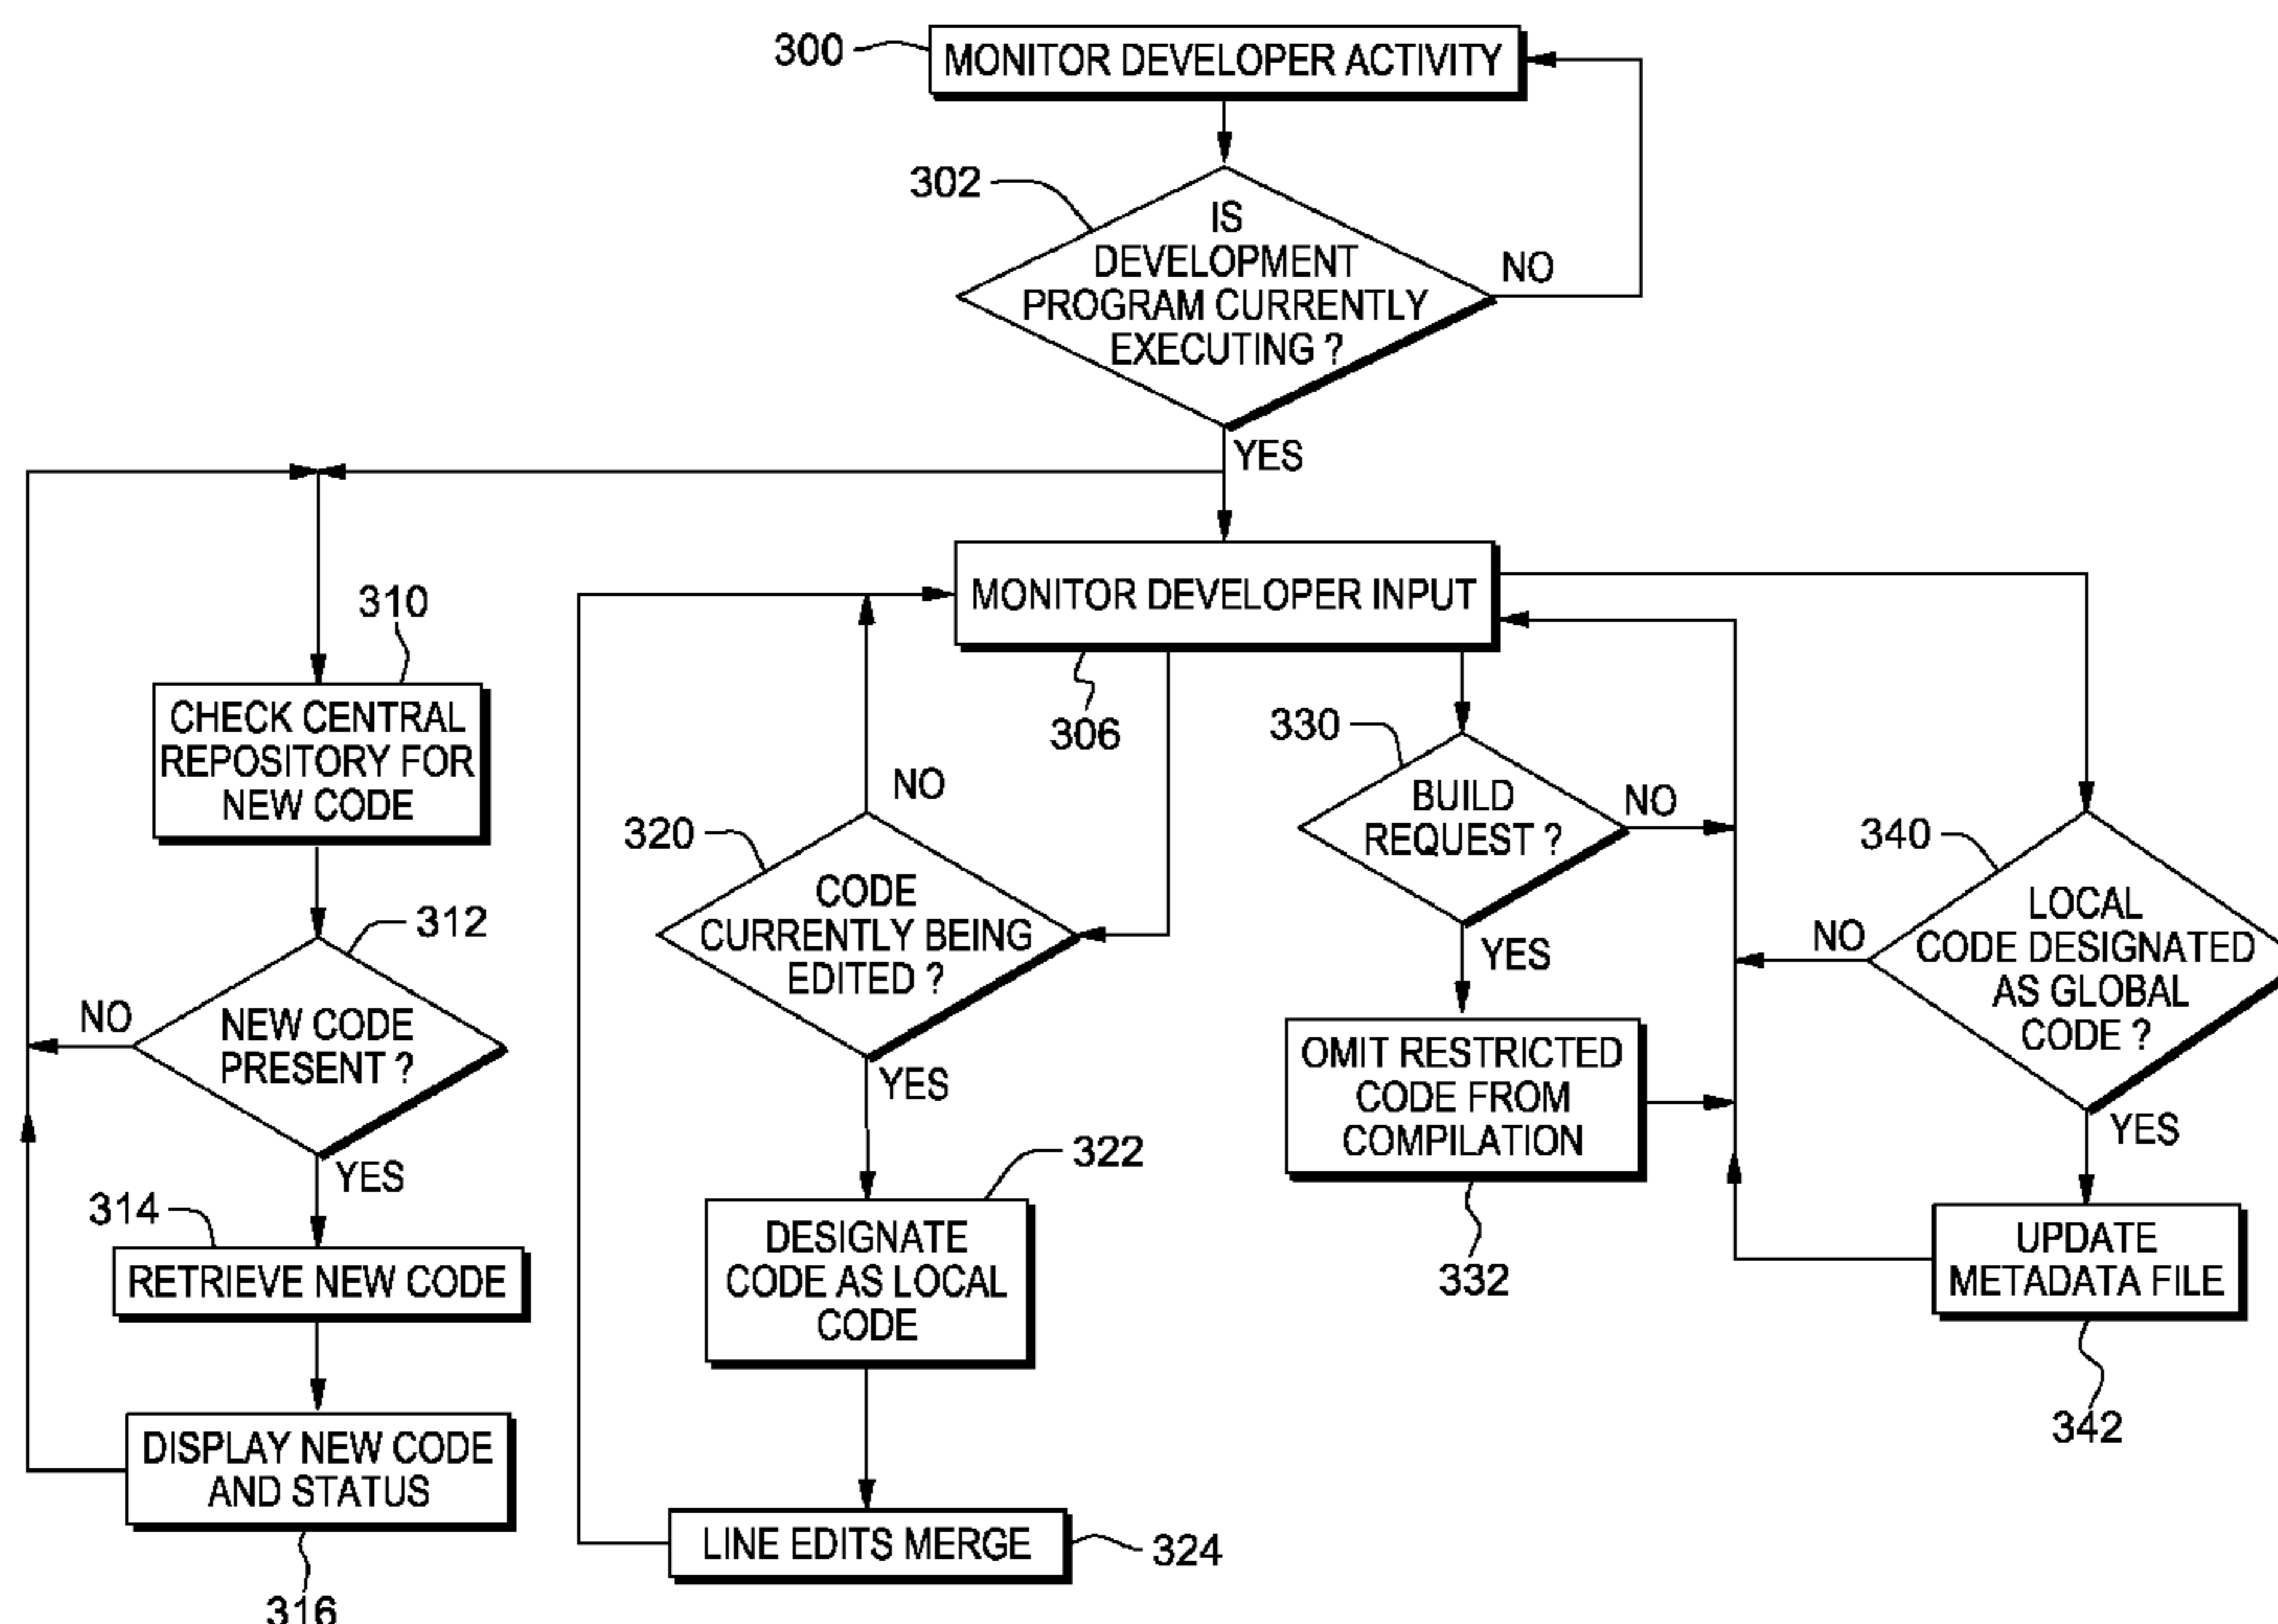 300
MONITOR DEVELOPER ACTIVITY
302
IS
DEVELOPMENT
PROGRAM CURRENTLY
EXECUTING ?
NO
YES
MONITOR DEVELOPER INPUT
306
310
CHECK CENTRAL
REPOSITORY FOR
NEW CODE
312
NEW CODE
PRESENT ?
NO
YES
314
RETRIEVE NEW CODE
DISPLAY NEW CODE
AND STATUS
316
320
NO
CODE
CURRENTLY BEING
EDITED ?
YES
322
DESIGNATE
CODE AS LOCAL
CODE
LINE EDITS MERGE
324
330
BUILD
REQUEST ?
NO
YES
OMIT RESTRICTED
CODE FROM
COMPILATION
332
340
LOCAL
CODE DESIGNATED
AS GLOBAL
CODE ?
NO
YES
UPDATE
METADATA FILE
342